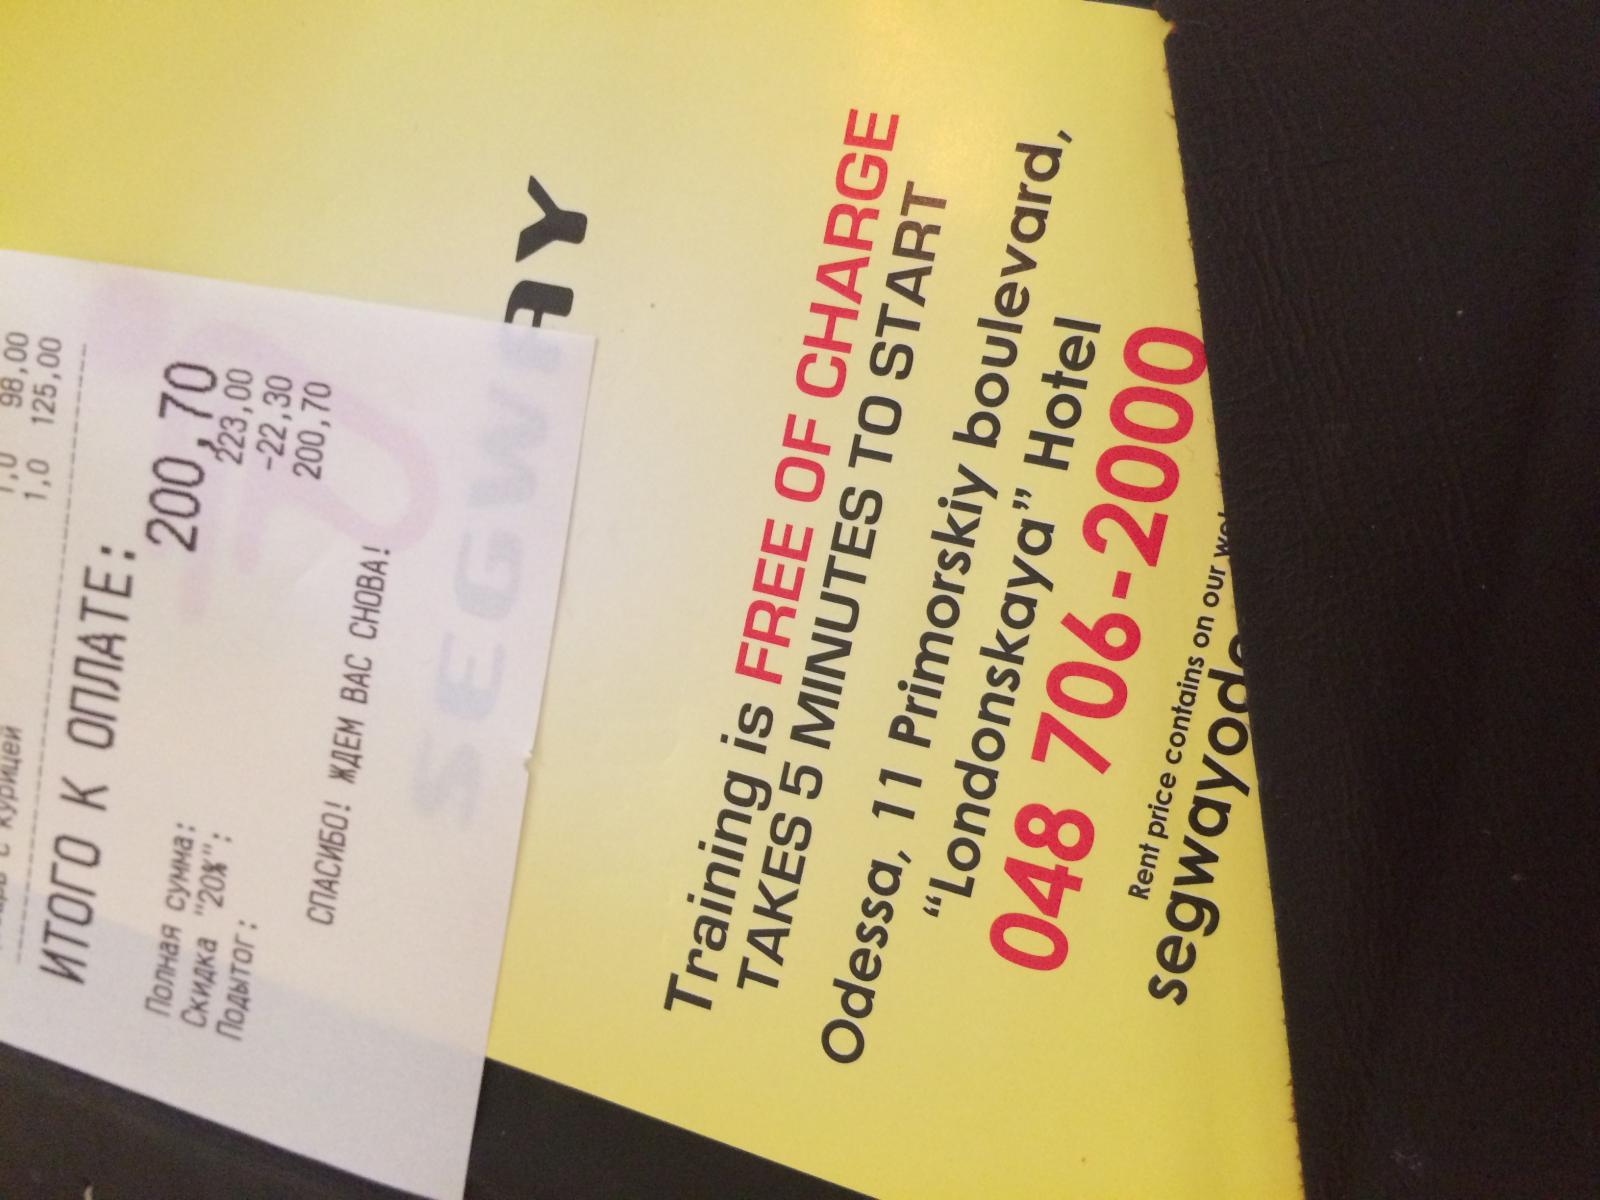 98,00
1,0 125,00
с курицей
ИТОГО К ОПЛАТЕ:
200,70
Полная сумма: 223,00
Скидка "20%": -22,30
Подытог: 200,70
СПАСИБО! ЖДЕМ ВАС СНОВА!
SEGWAY
Training is FREE OF CHARGE
TAKES 5 MINUTES TO START
Odessa, 11 Primorskiy boulevard,
“Londonskaya” Hotel
048 706-2000
Rent price contains on our